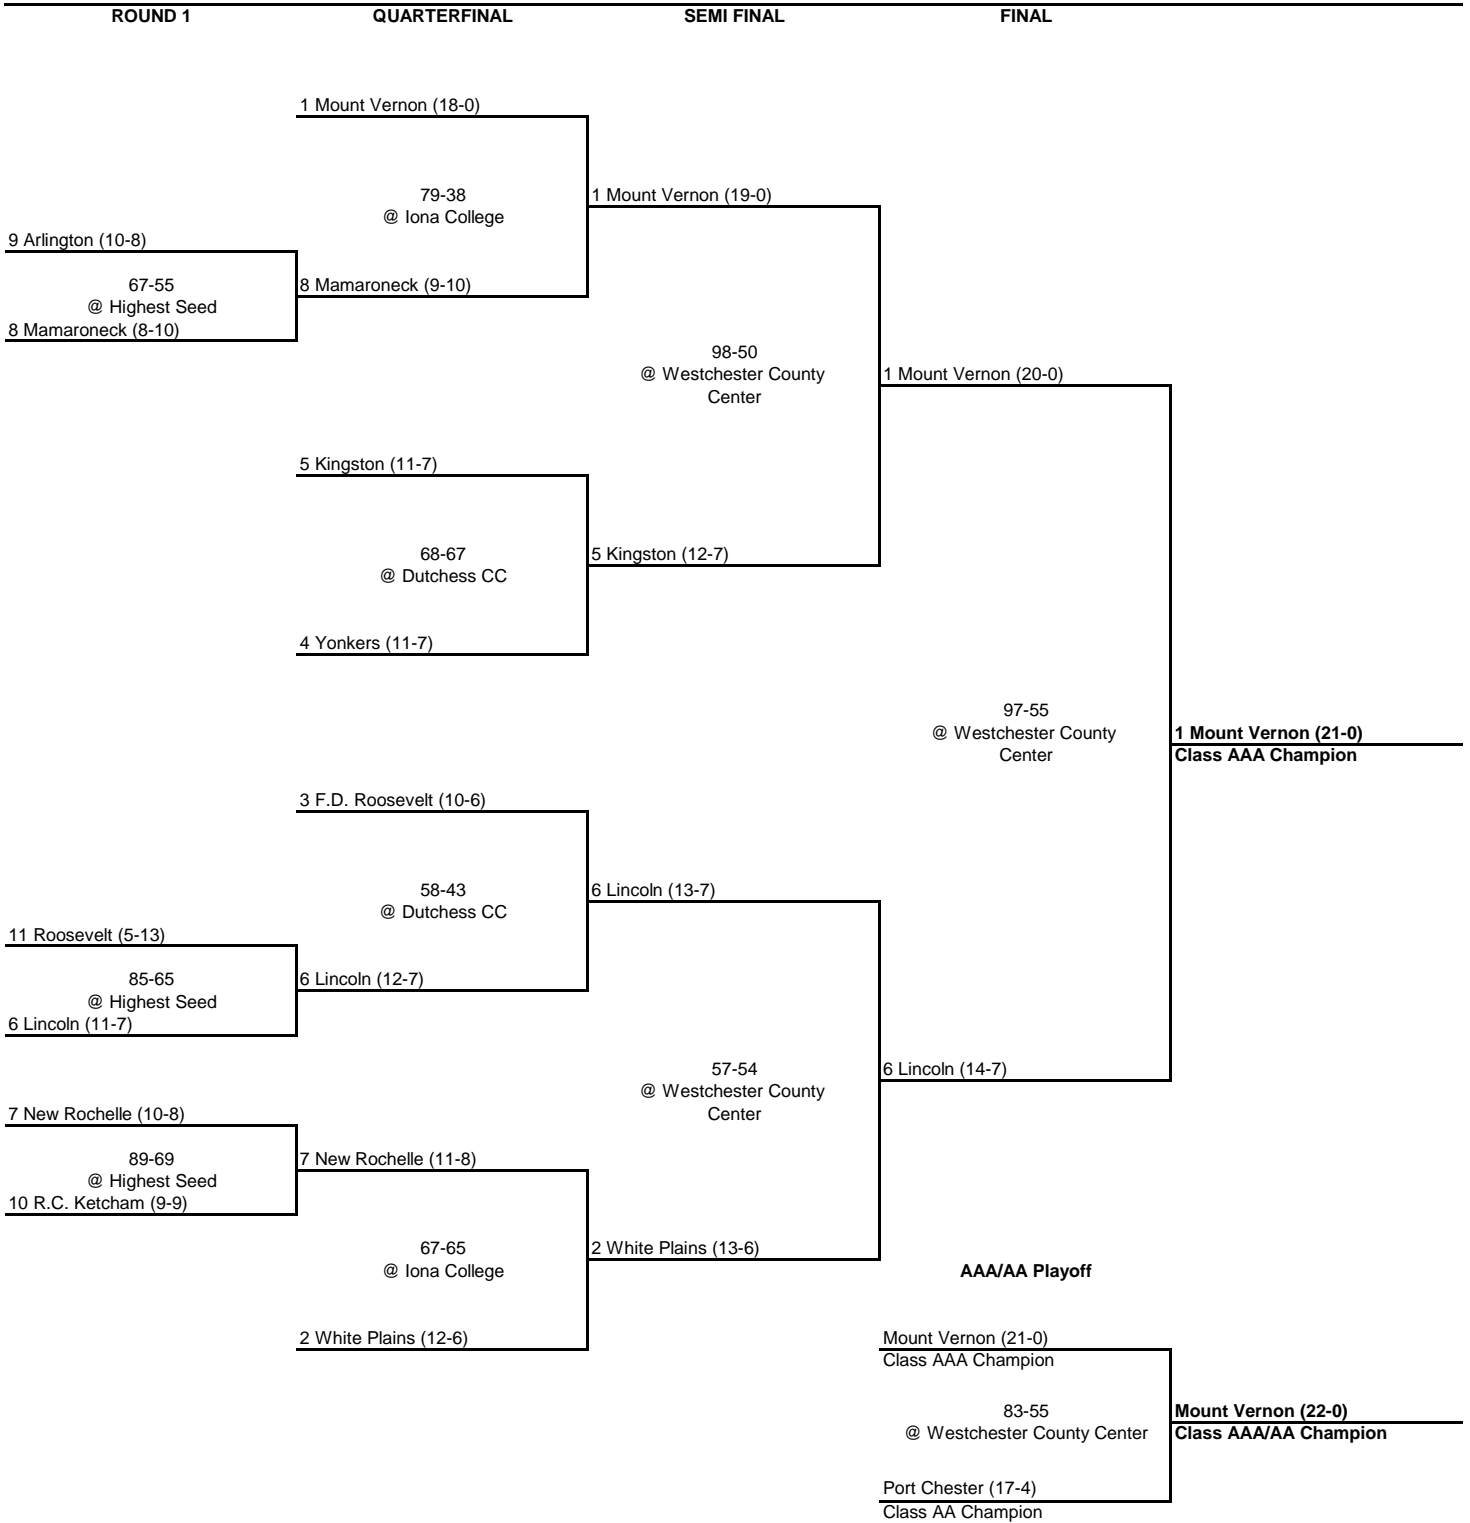 ROUND 1
QUARTERFINAL
SEMI FINAL
FINAL
1 Mount Vernon (18-0)
79-38
@ Iona College
1 Mount Vernon (19-0)
9 Arlington (10-8)
67-55
@ Highest Seed
8 Mamaroneck (8-10)
8 Mamaroneck (9-10)
98-50
@ Westchester County
Center
1 Mount Vernon (20-0)
5 Kingston (11-7)
68-67
@ Dutchess CC
5 Kingston (12-7)
4 Yonkers (11-7)
97-55
@ Westchester County
Center
1 Mount Vernon (21-0)
Class AAA Champion
3 F.D. Roosevelt (10-6)
58-43
@ Dutchess CC
6 Lincoln (13-7)
11 Roosevelt (5-13)
85-65
@ Highest Seed
6 Lincoln (11-7)
6 Lincoln (12-7)
57-54
@ Westchester County
Center
6 Lincoln (14-7)
7 New Rochelle (10-8)
89-69
@ Highest Seed
10 R.C. Ketcham (9-9)
7 New Rochelle (11-8)
67-65
@ Iona College
2 White Plains (13-6)
2 White Plains (12-6)
AAA/AA Playoff
Mount Vernon (21-0)
Class AAA Champion
83-55
@ Westchester County Center
Mount Vernon (22-0)
Class AAA/AA Champion
Port Chester (17-4)
Class AA Champion